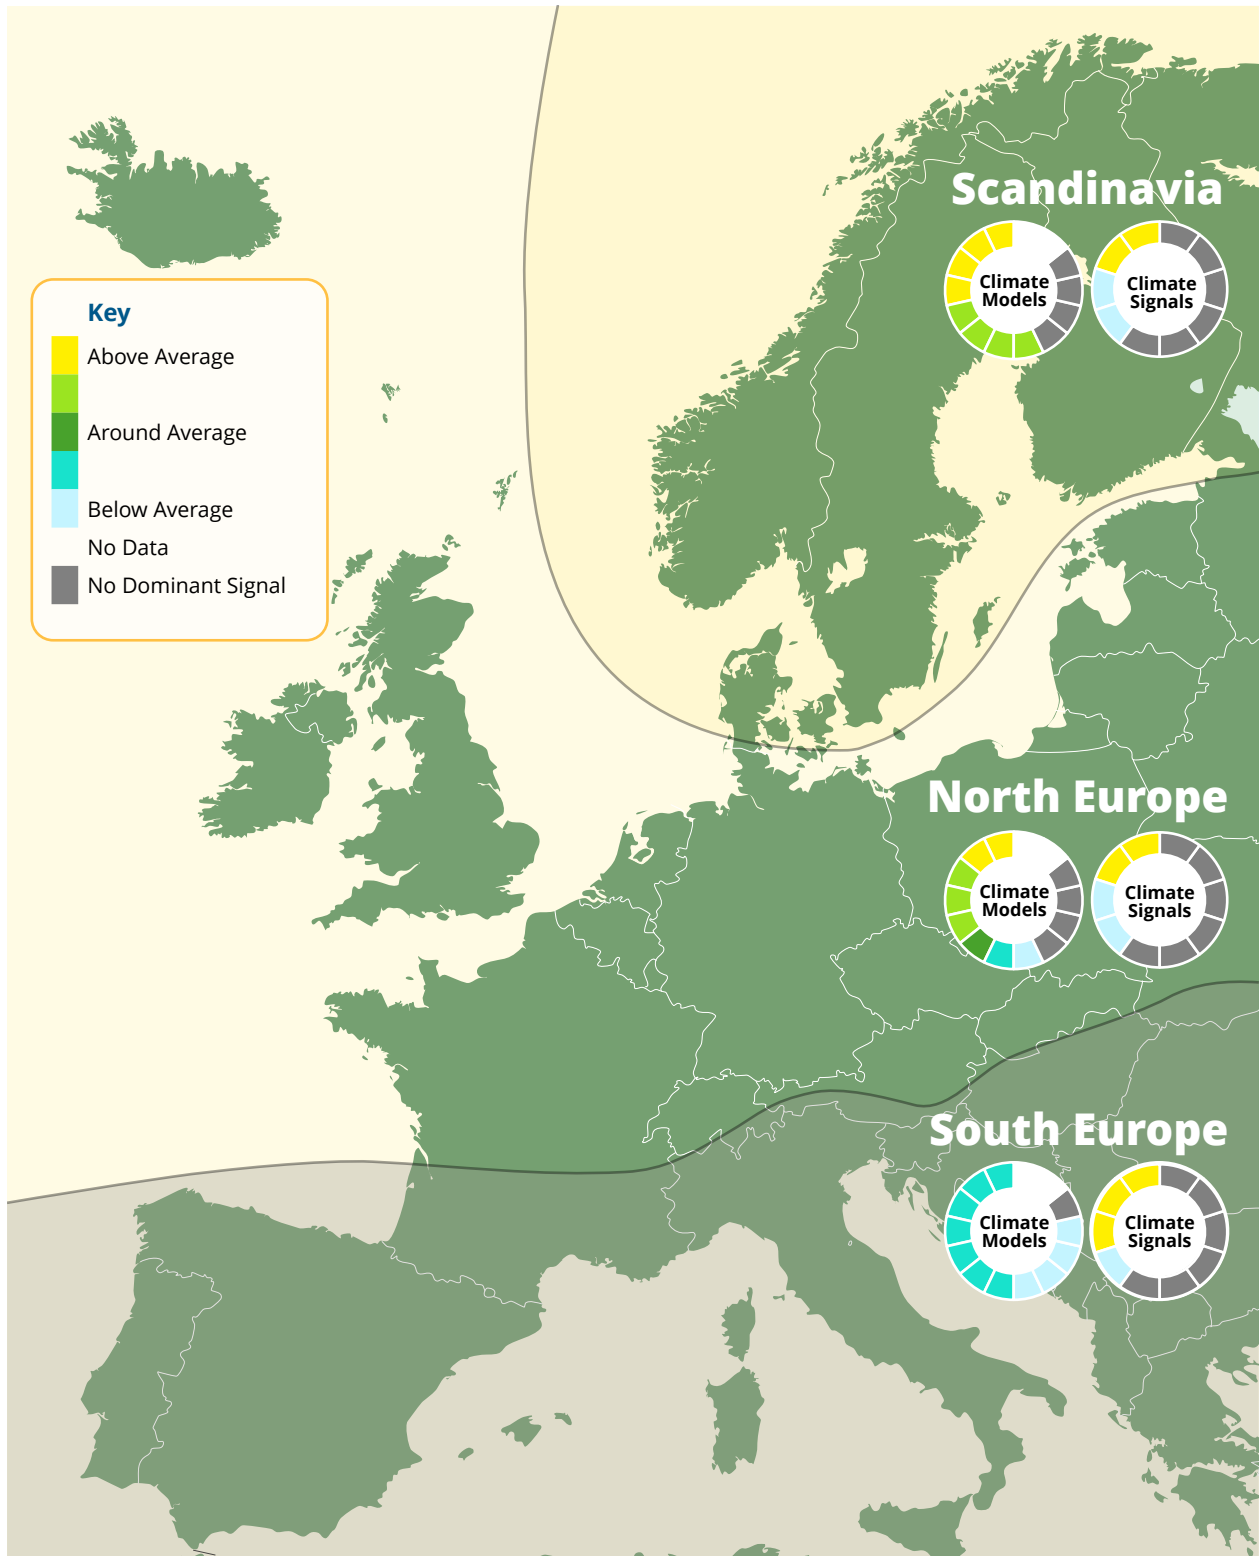 Scandinavia
Climate
Models
Climate
Signals
Key
Above Average
Around Average
Below Average
No Data
No Dominant Signal
North Europe
Climate
Models
Climate
Signals
South Europe
Climate
Models
Climate
Signals